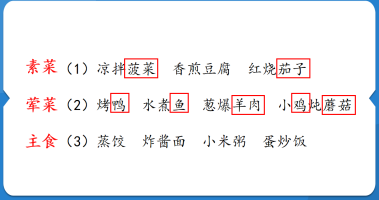 素菜（1）凉拌菠菜 香煎豆腐 红烧茄子
荤菜（2）烤鸭 水煮鱼 葱爆羊肉 小鸡炖蘑菇
主食（3）蒸饺 炸酱面 小米粥 蛋炒饭